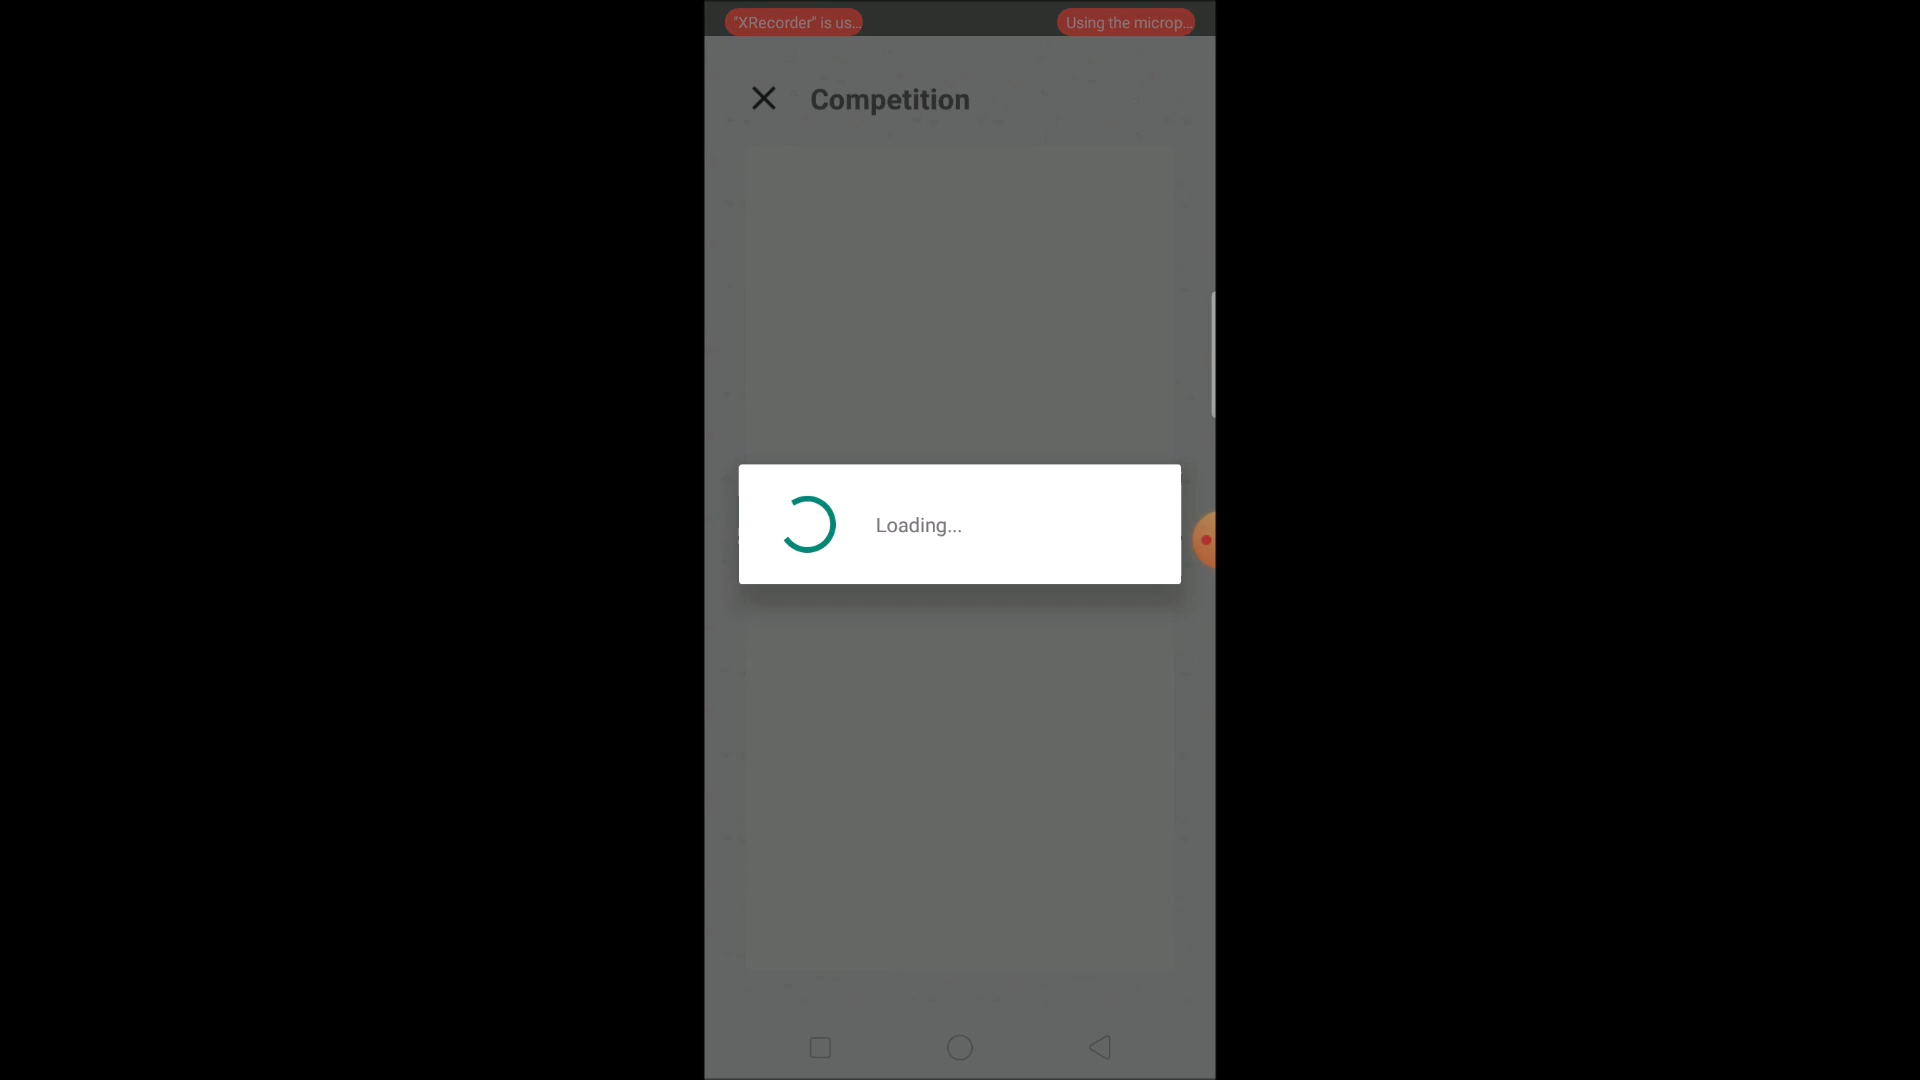 "XRecorder" is us...
Using the microp...
Competition
Loading...